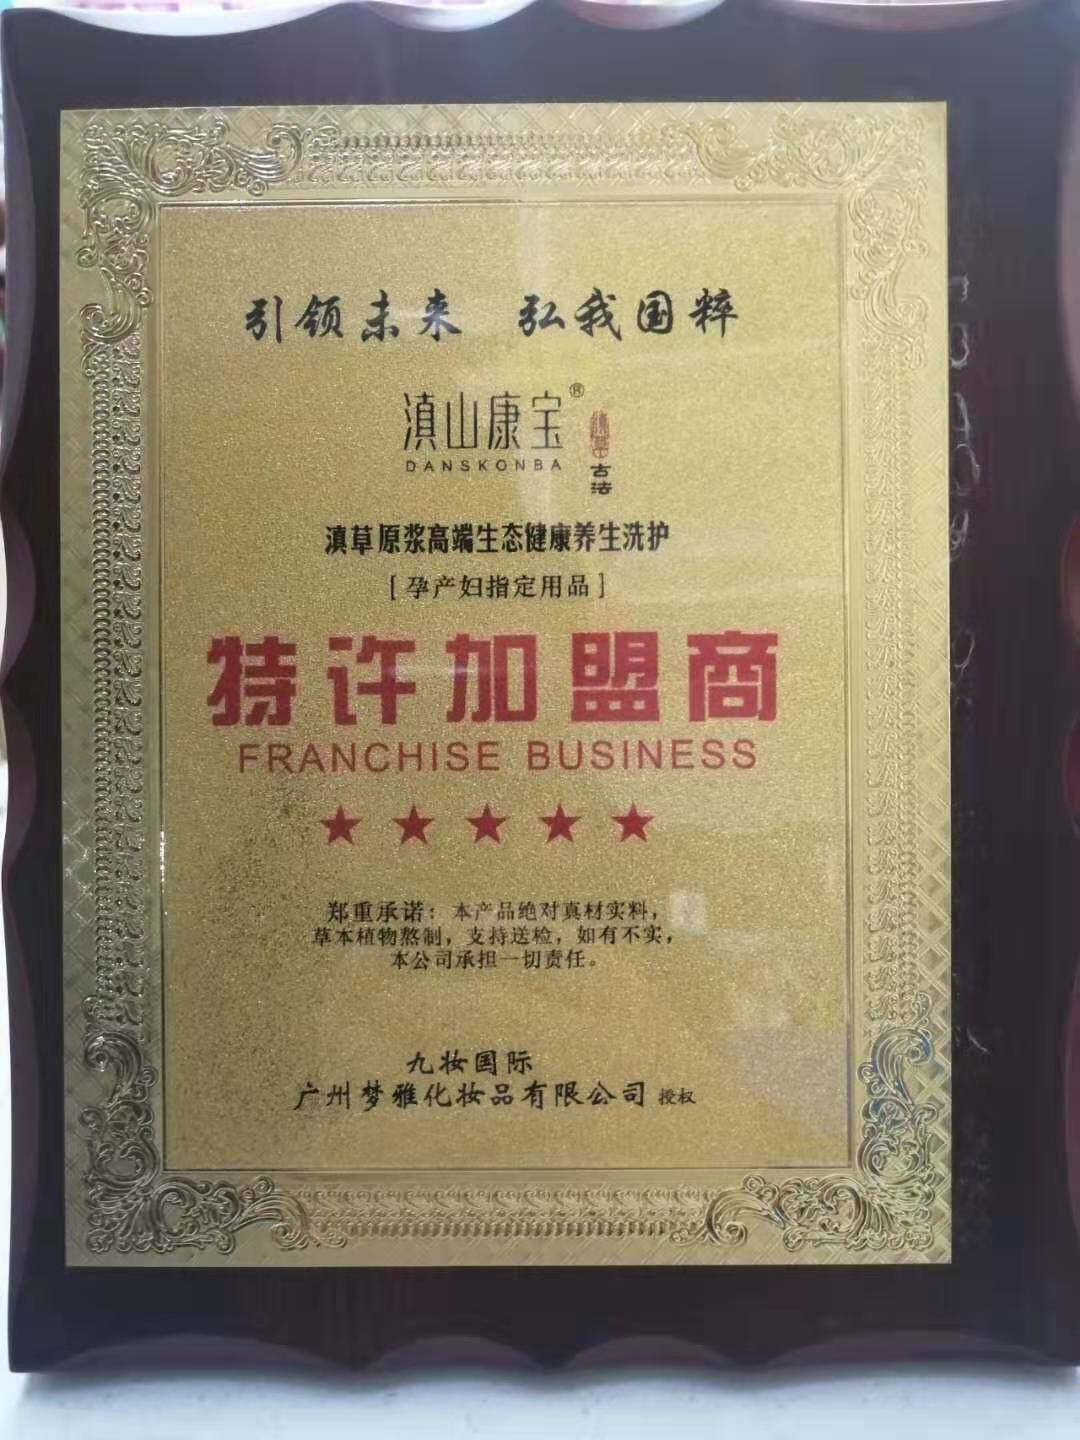 引领未来 弘我国粹
滇山康宝®
DANSKONBA
滇草
古法
滇草原浆高端生态健康养生洗护
[孕产妇指定用品]
特许加盟商
FRANCHISE BUSINESS
郑重承诺：本产品绝对真材实料，
草本植物熬制，支持送检，如有不实，
本公司承担一切责任。
九妆国际
广州梦雅化妆品有限公司 授权